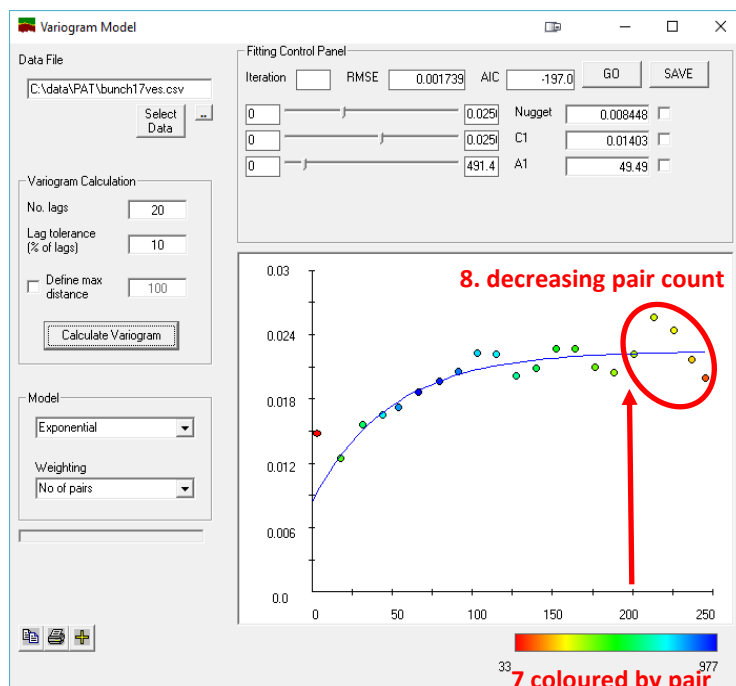 Variogram Model
Data File
C:\data\PAT\bunch17ves.csv
Select
Data
..
Variogram Calculation
No. lags 20
Lag tolerance
(% of lags) 10
Define max
distance 100
Calculate Variogram
Model
Exponential
Weighting
No of pairs
Fitting Control Panel
Iteration RMSE 0.001739 AIC -197.0 GO SAVE
0 0.025 Nugget 0.008448
0 0.025 C1 0.01403
0 491.4 A1 49.49
8. decreasing pair count
0.03
0.024
0.018
0.012
0.006
0.0
0 50 100 150 200 250
33 977
7 coloured by pair